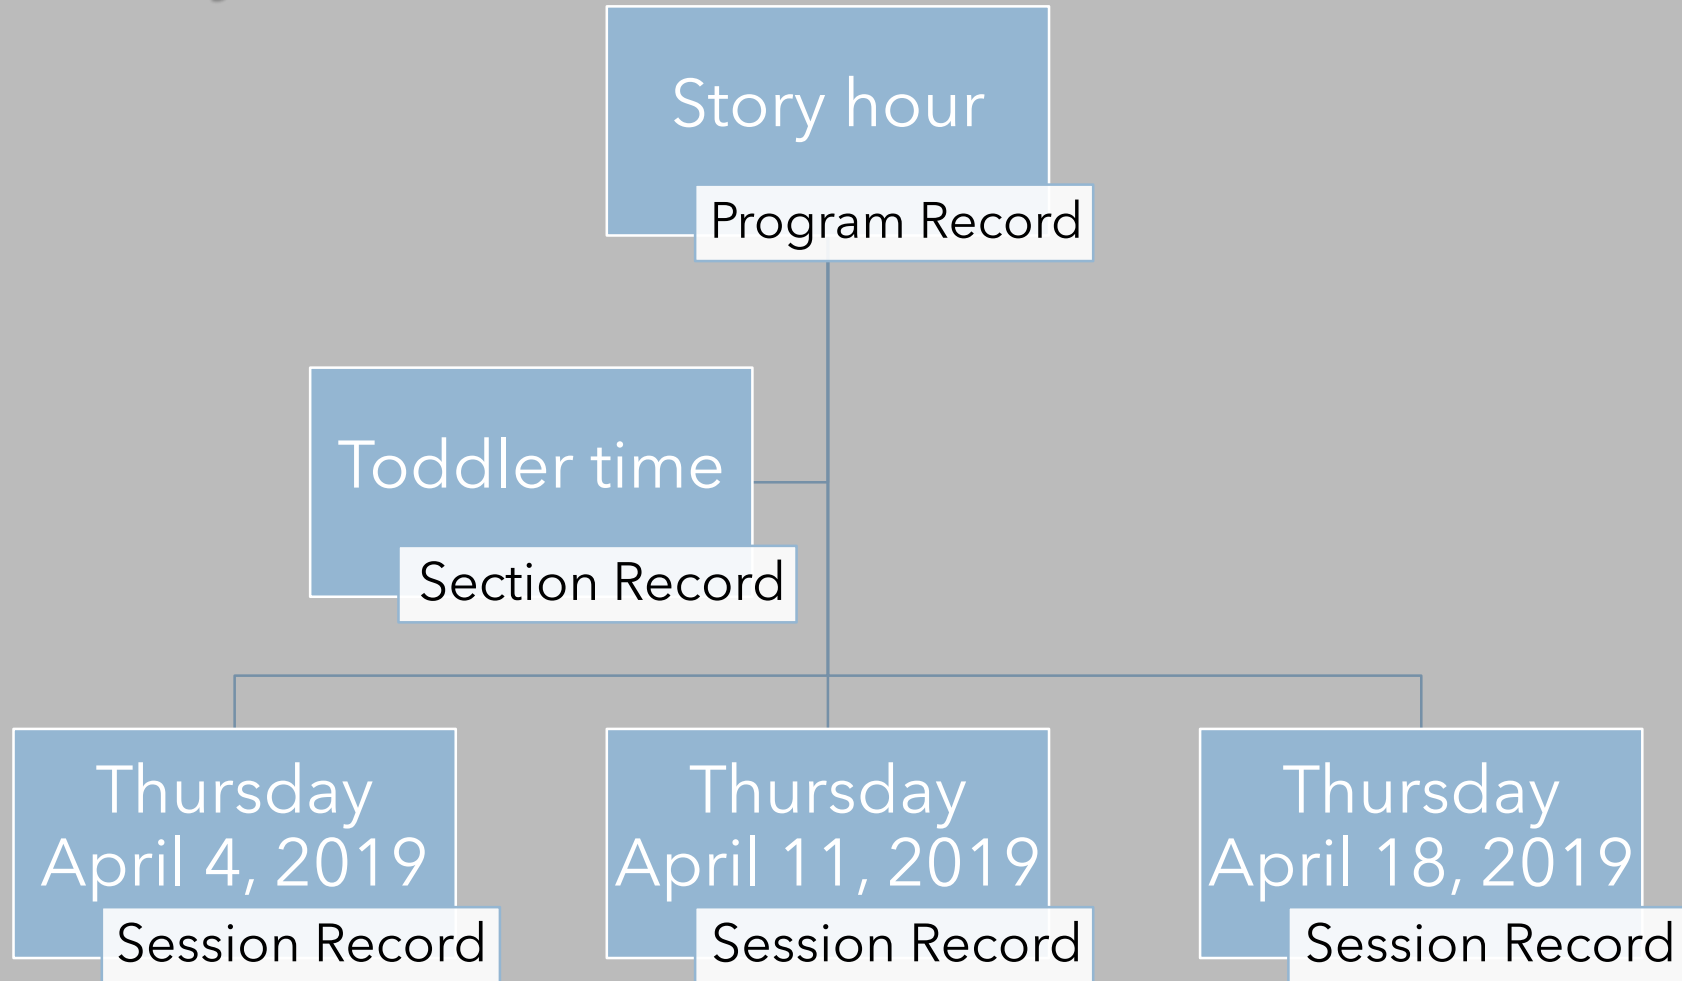 Story hour
Program Record
Toddler time
Section Record
Thursday
April 4, 2019
Session Record
Thursday
April 11, 2019
Session Record
Thursday
April 18, 2019
Session Record